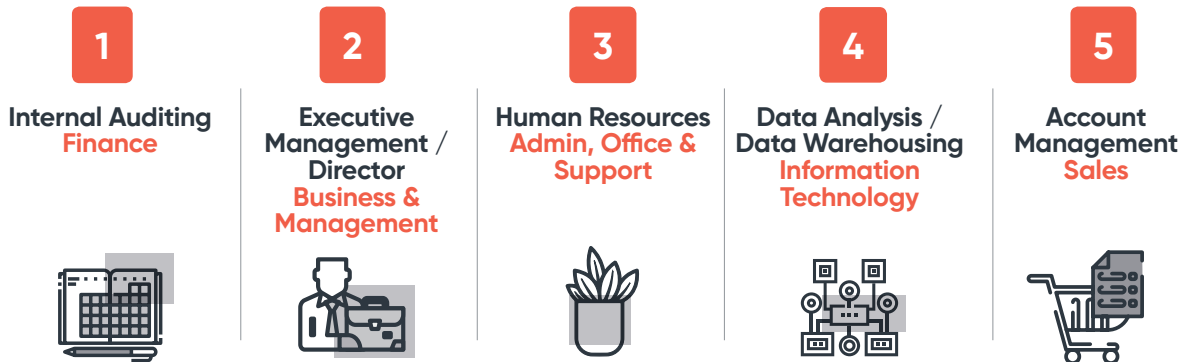 1
Internal Auditing
Finance
2
Executive
Management /
Director
Business &
Management
3
Human Resources
Admin, Office &
Support
4
Data Analysis /
Data Warehousing
Information
Technology
5
Account
Management
Sales